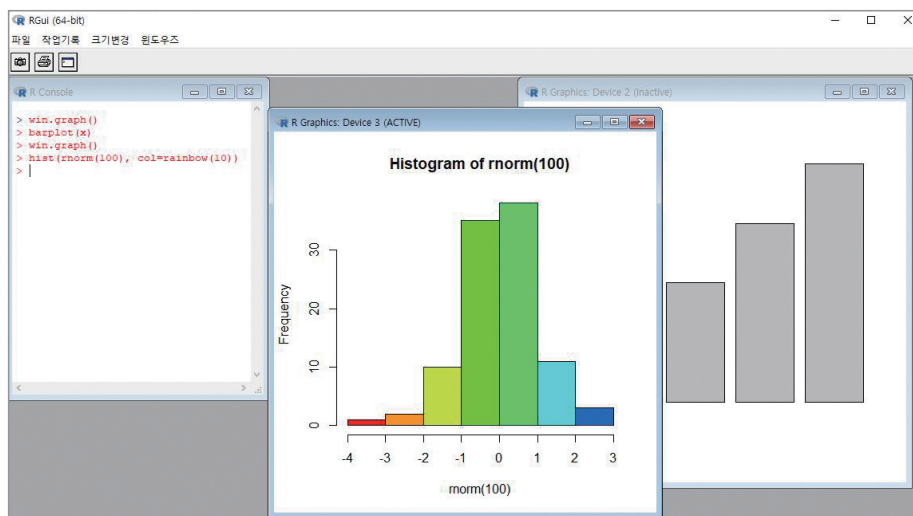 RGui (64-bit)
파일 작업기록 크기변경 윈도우즈
R Console
> win.graph()
> barplot(x)
> win.graph()
> hist(rnorm(100), col=rainbow(10))
>
R Graphics: Device 2 (Inactive)
R Graphics: Device 3 (ACTIVE)
Histogram of rnorm(100)
Frequency
30
20
10
0
-4 -3 -2 -1 0 1 2 3
rnorm(100)